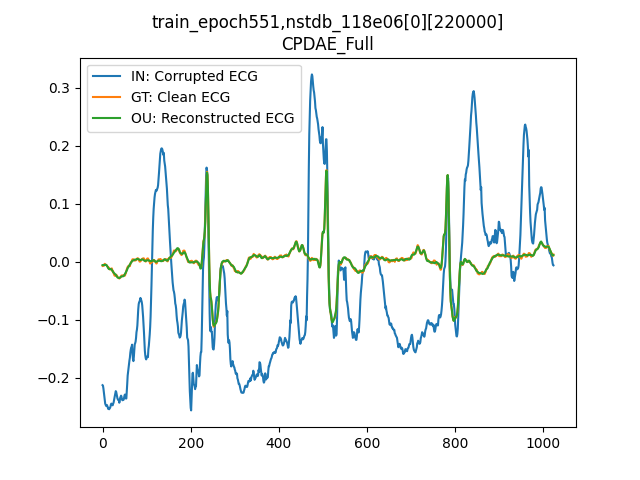 train_epoch551,nstdb_118e06[0][220000]
CPDAE_Full
IN: Corrupted ECG
GT: Clean ECG
OU: Reconstructed ECG
0.3
0.2
0.1
0.0
−0.1
−0.2
0 200 400 600 800 1000